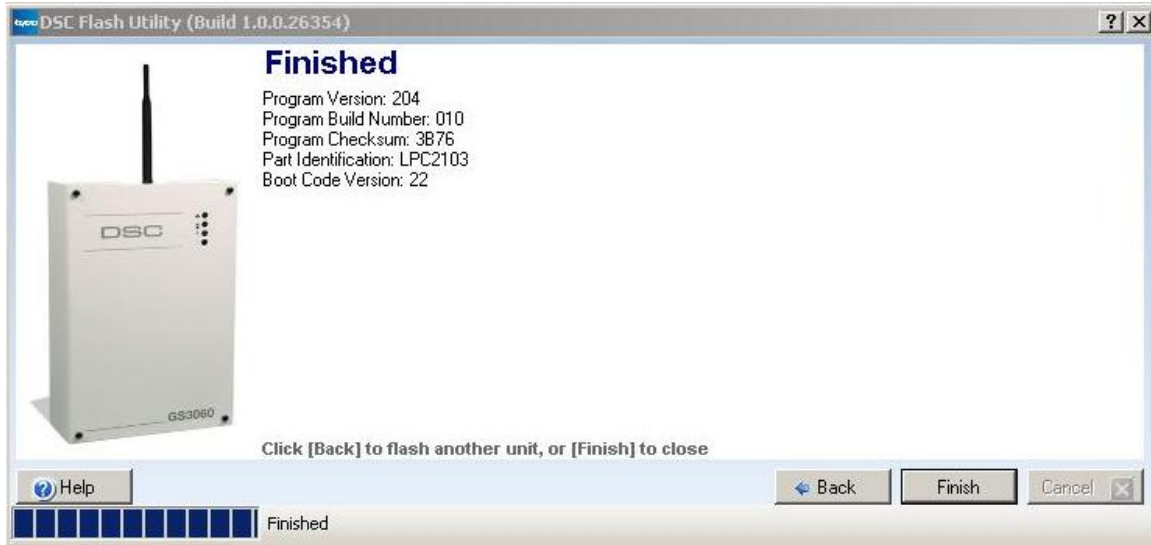 tyco DSC Flash Utility (Build 1.0.0.26354)
Finished
Program Version: 204
Program Build Number: 010
Program Checksum: 3B76
Part Identification: LPC2103
Boot Code Version: 22
DSC
GS3060
Click [Back] to flash another unit, or [Finish] to close
Help
Back
Finish
Cancel
Finished